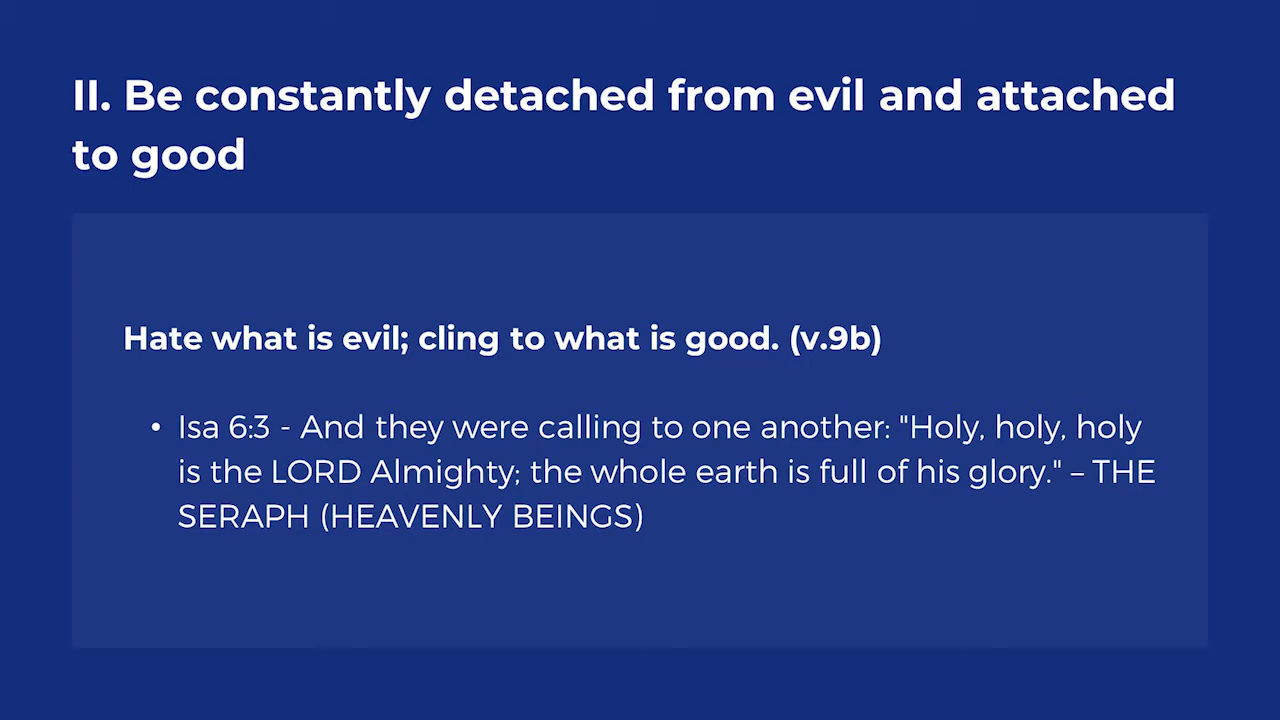 II. Be constantly detached from evil and attached
to good
Hate what is evil; cling to what is good. (v.9b)
• Isa 6:3 - And they were calling to one another: "Holy, holy, holy
is the LORD Almighty; the whole earth is full of his glory." – THE
SERAPH (HEAVENLY BEINGS)